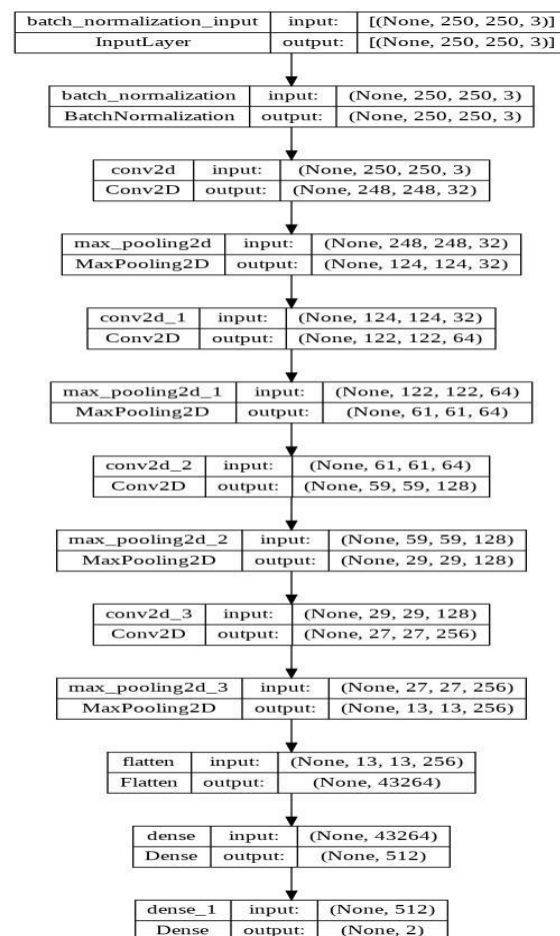 batch_normalization_input input: [(None, 250, 250, 3)]
InputLayer output: [(None, 250, 250, 3)]
batch_normalization input: (None, 250, 250, 3)
BatchNormalization output: (None, 250, 250, 3)
conv2d input: (None, 250, 250, 3)
Conv2D output: (None, 248, 248, 32)
max_pooling2d input: (None, 248, 248, 32)
MaxPooling2D output: (None, 124, 124, 32)
conv2d_1 input: (None, 124, 124, 32)
Conv2D output: (None, 122, 122, 64)
max_pooling2d_1 input: (None, 122, 122, 64)
MaxPooling2D output: (None, 61, 61, 64)
conv2d_2 input: (None, 61, 61, 64)
Conv2D output: (None, 59, 59, 128)
max_pooling2d_2 input: (None, 59, 59, 128)
MaxPooling2D output: (None, 29, 29, 128)
conv2d_3 input: (None, 29, 29, 128)
Conv2D output: (None, 27, 27, 256)
max_pooling2d_3 input: (None, 27, 27, 256)
MaxPooling2D output: (None, 13, 13, 256)
flatten input: (None, 13, 13, 256)
Flatten output: (None, 43264)
dense input: (None, 43264)
Dense output: (None, 512)
dense_1 input: (None, 512)
Dense output: (None, 2)